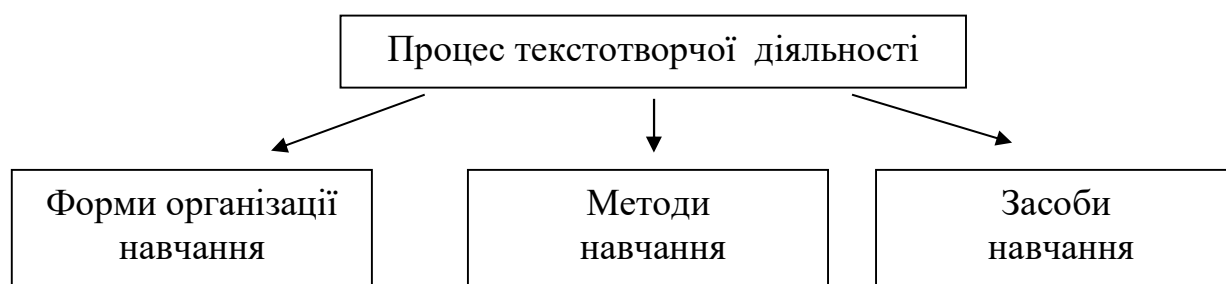 Процес текстотворчої діяльності
Форми організації
навчання
Методи
навчання
Засоби
навчання